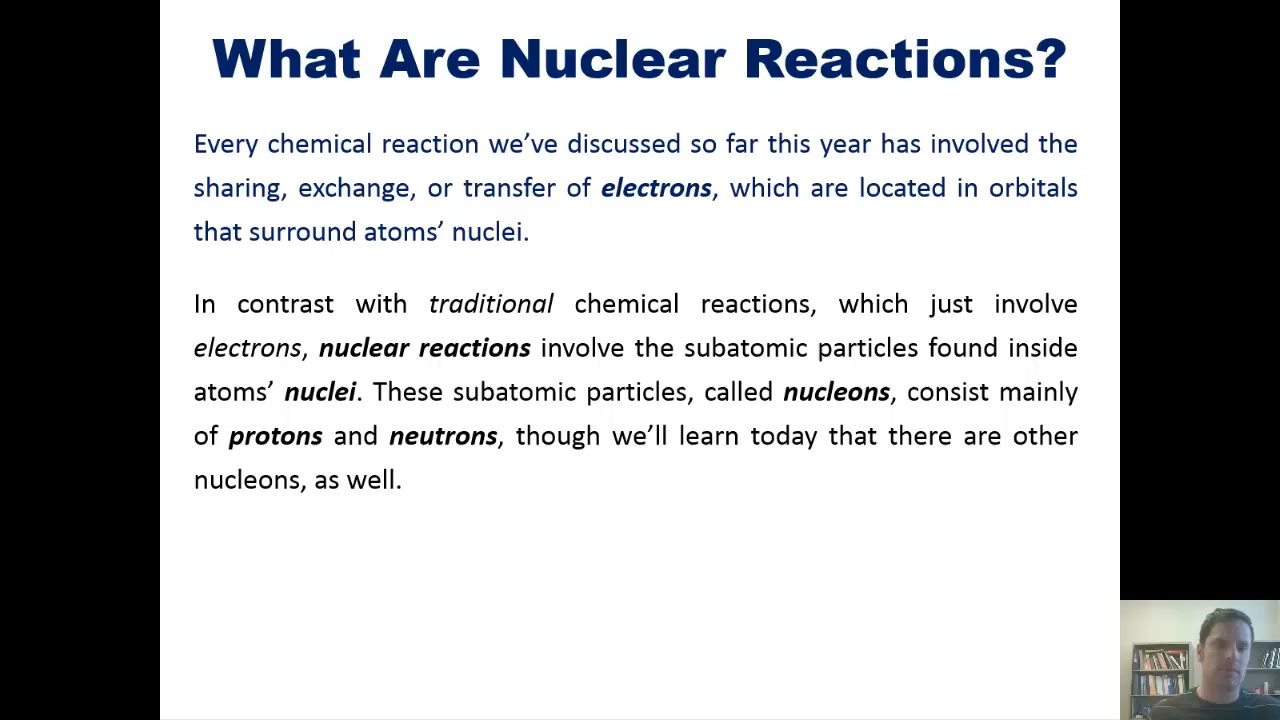 What Are Nuclear Reactions?
Every chemical reaction we’ve discussed so far this year has involved the
sharing, exchange, or transfer of electrons, which are located in orbitals
that surround atoms’ nuclei.
In contrast with traditional chemical reactions, which just involve
electrons, nuclear reactions involve the subatomic particles found inside
atoms’ nuclei. These subatomic particles, called nucleons, consist mainly
of protons and neutrons, though we’ll learn today that there are other
nucleons, as well.